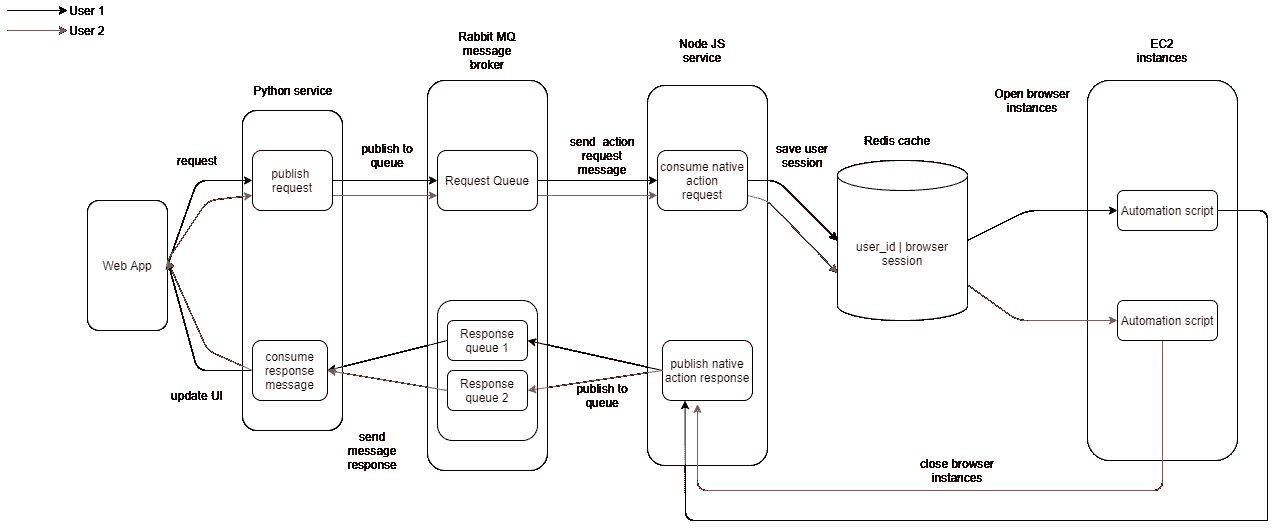 User 1
User 2
Rabbit MQ
message
broker
Node JS
service
EC2
instances
Python service
Open browser
instances
request
publish to
queue
send action
request
message
save user
session
Redis cache
publish
request
Request Queue
consume native
action
request
Automation script
Web App
user_id | browser
session
Automation script
Response
queue 1
Response
queue 2
consume
response
message
publish native
action response
update UI
publish to
queue
send
message
response
close browser
instances